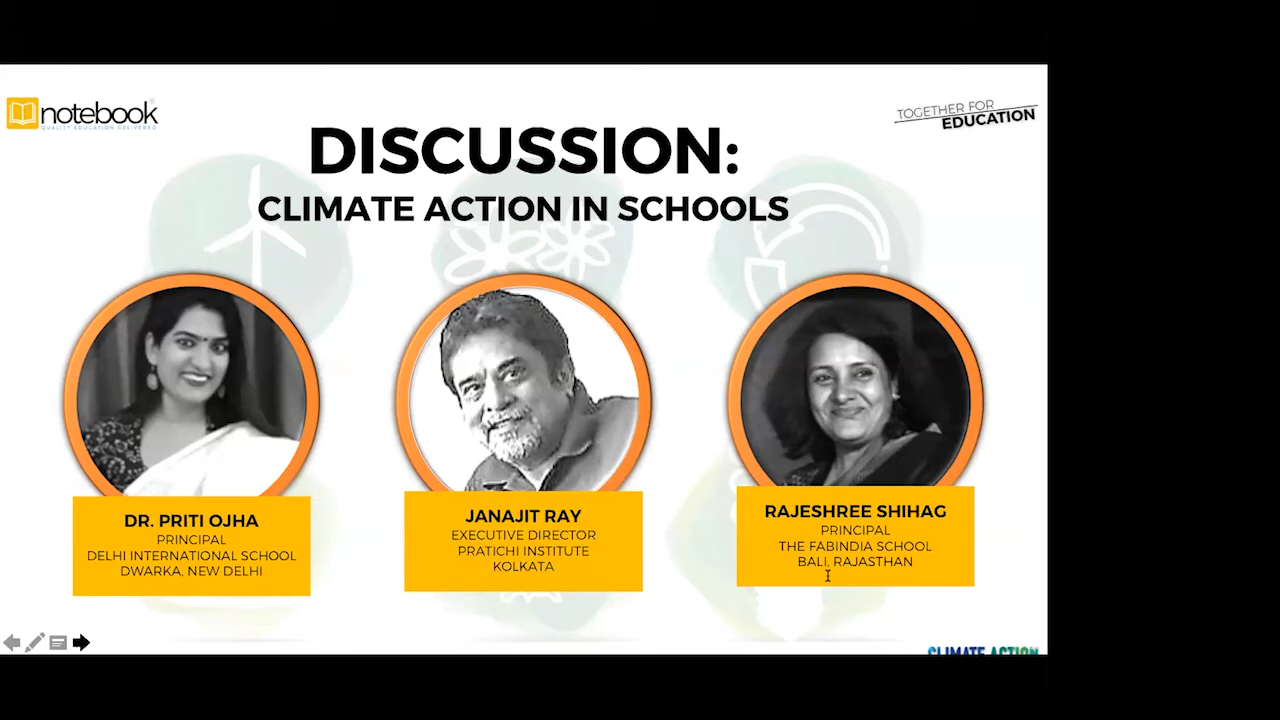 notebook
QUALITY EDUCATION DELIVERED
TOGETHER FOR
EDUCATION
DISCUSSION:
CLIMATE ACTION IN SCHOOLS
DR. PRITI OJHA
PRINCIPAL
DELHI INTERNATIONAL SCHOOL
DWARKA, NEW DELHI
JANAJIT RAY
EXECUTIVE DIRECTOR
PRATICHI INSTITUTE
KOLKATA
RAJESHREE SHIHAG
PRINCIPAL
THE FABINDIA SCHOOL
BALI, RAJASTHAN
CLIMATE ACTION